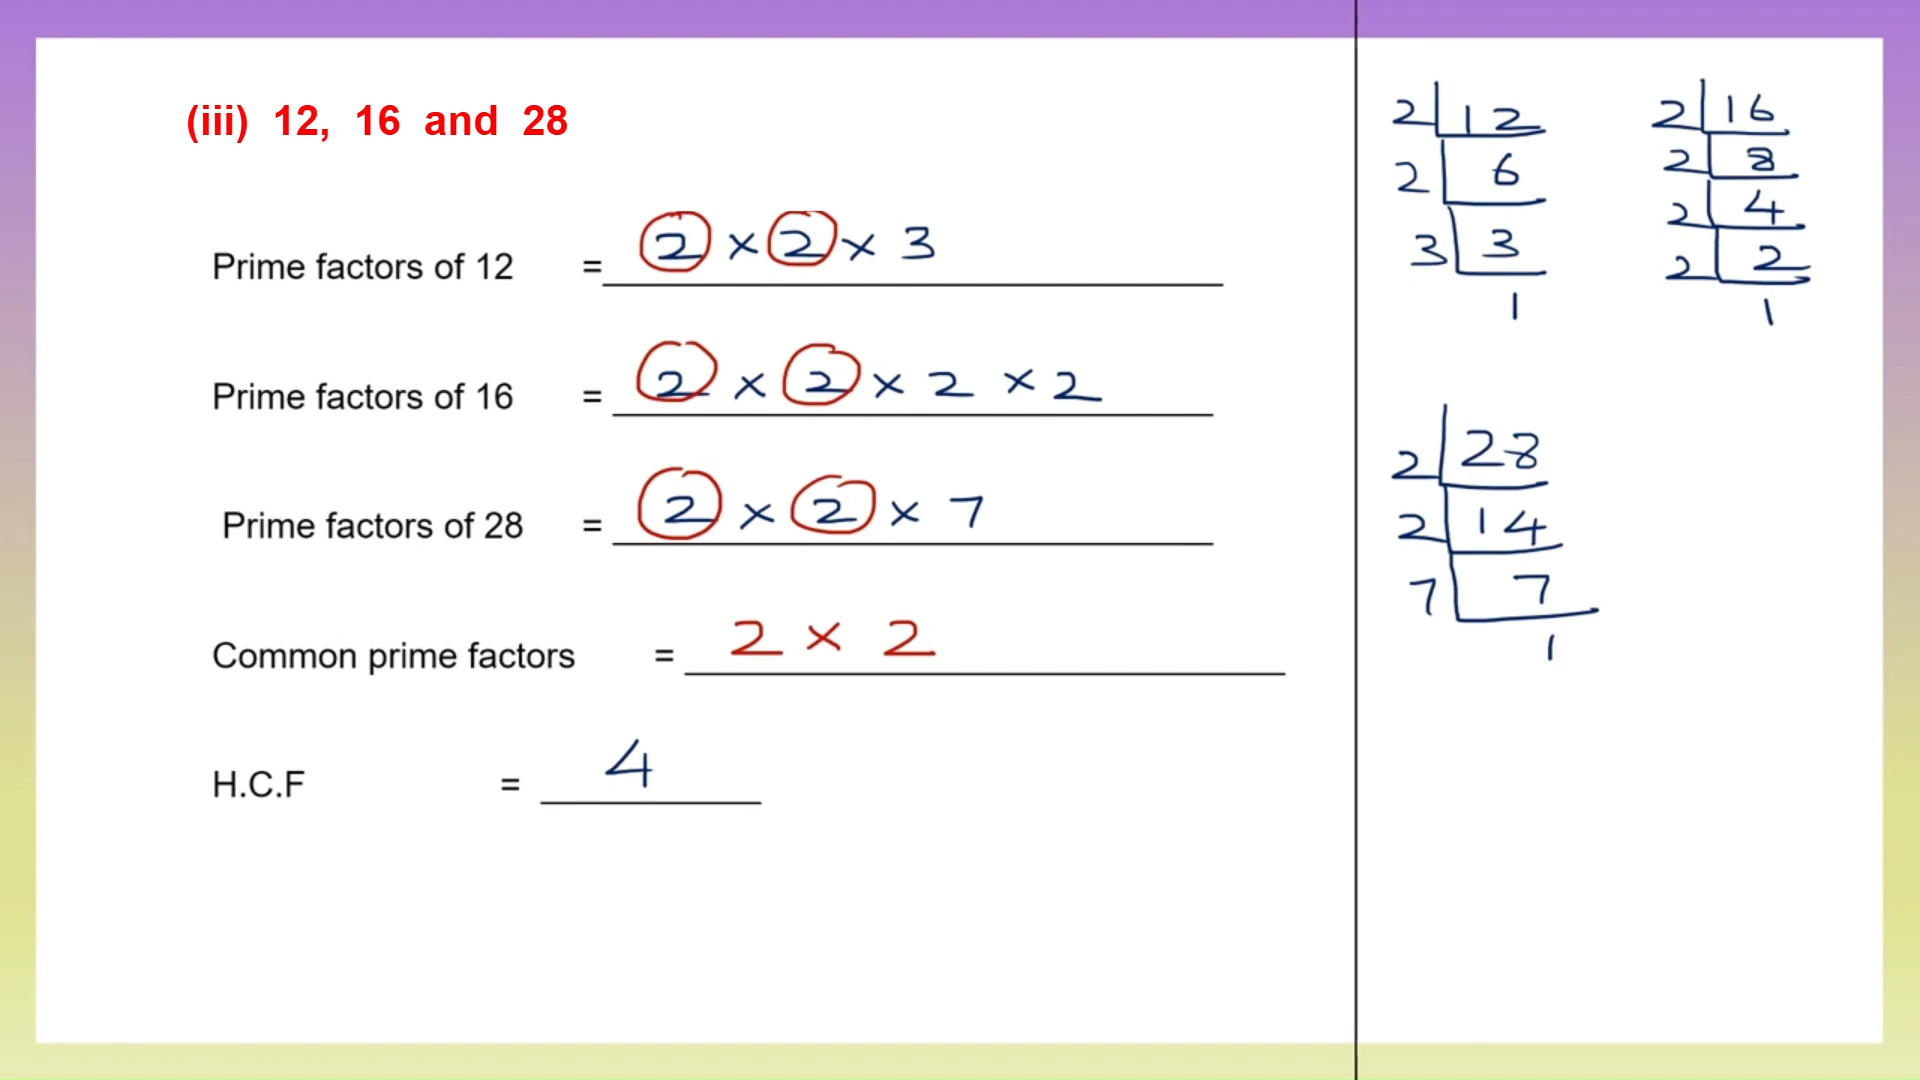 (iii) 12, 16 and 28
Prime factors of 12 = 2 × 2 × 3
Prime factors of 16 = 2 × 2 × 2 × 2
Prime factors of 28 = 2 × 2 × 7
Common prime factors = 2 × 2
H.C.F = 4
2 12
2 6
3 3
1
2 16
2 8
2 4
2 2
1
2 28
2 14
7 7
1